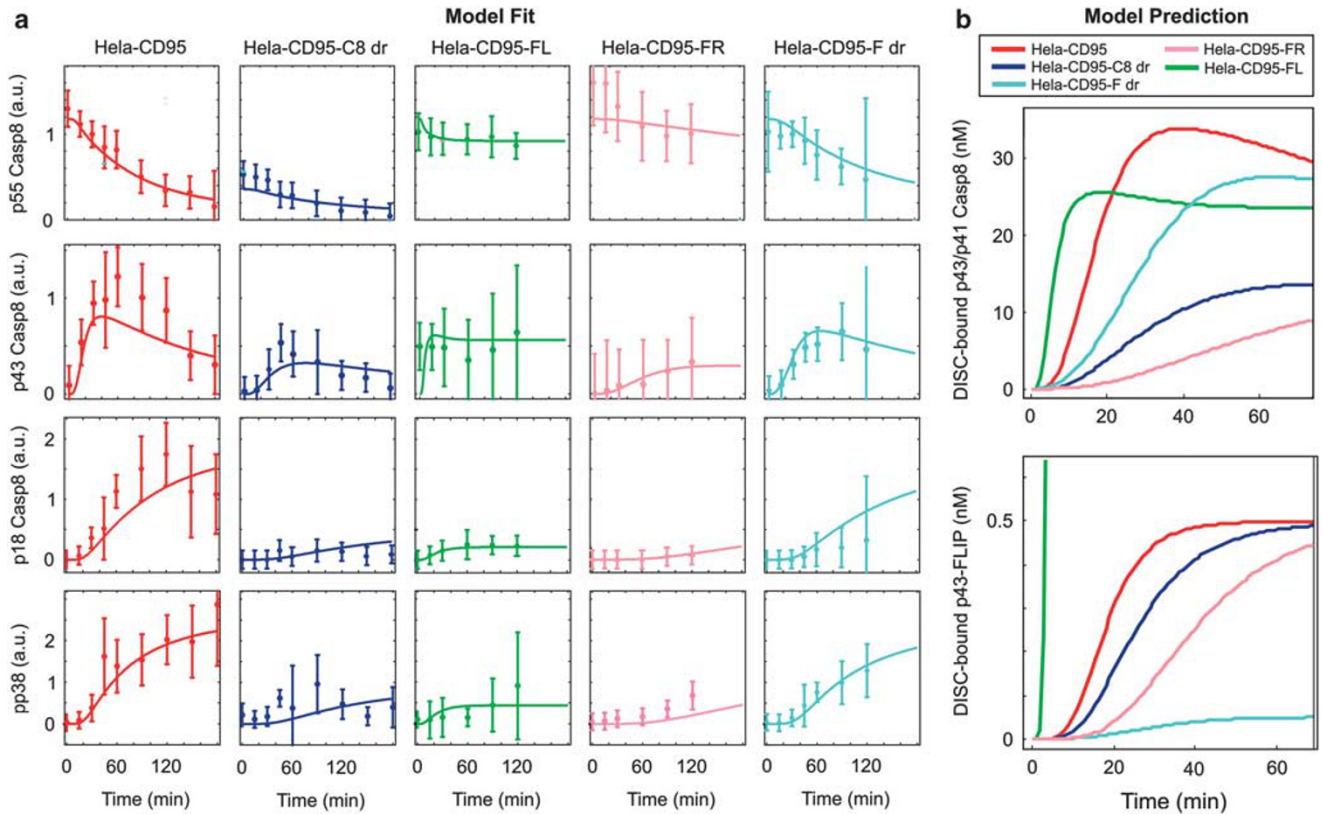 a
Model Fit
Hela-CD95
Hela-CD95-C8 dr
Hela-CD95-FL
Hela-CD95-FR
Hela-CD95-F dr
p55 Casp8 (a.u.)
1
0
p43 Casp8 (a.u.)
1
0
p18 Casp8 (a.u.)
2
1
0
pp38 (a.u.)
2
1
0
0 60 120
0 60 120
0 60 120
0 60 120
0 60 120
Time (min)
Time (min)
Time (min)
Time (min)
Time (min)
b
Model Prediction
Hela-CD95
Hela-CD95-C8 dr
Hela-CD95-F dr
Hela-CD95-FR
Hela-CD95-FL
DISC-bound p43/p41 Casp8 (nM)
30
20
10
0
0 20 40 60
DISC-bound p43-FLIP (nM)
0.5
0
0 20 40 60
Time (min)